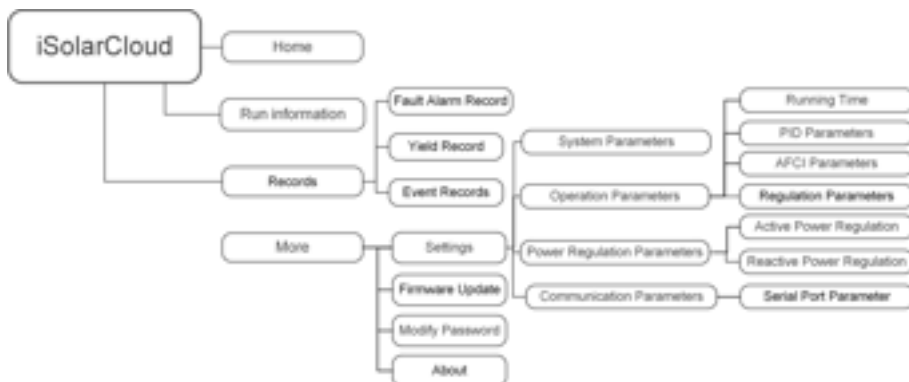 iSolarCloud
Home
Run information
Records
Fault Alarm Record
Yield Record
Event Records
More
Settings
Firmware Update
Modify Password
About
System Parameters
Operation Parameters
Power Regulation Parameters
Communication Parameters
Running Time
PID Parameters
AFCI Parameters
Regulation Parameters
Active Power Regulation
Reactive Power Regulation
Serial Port Parameter